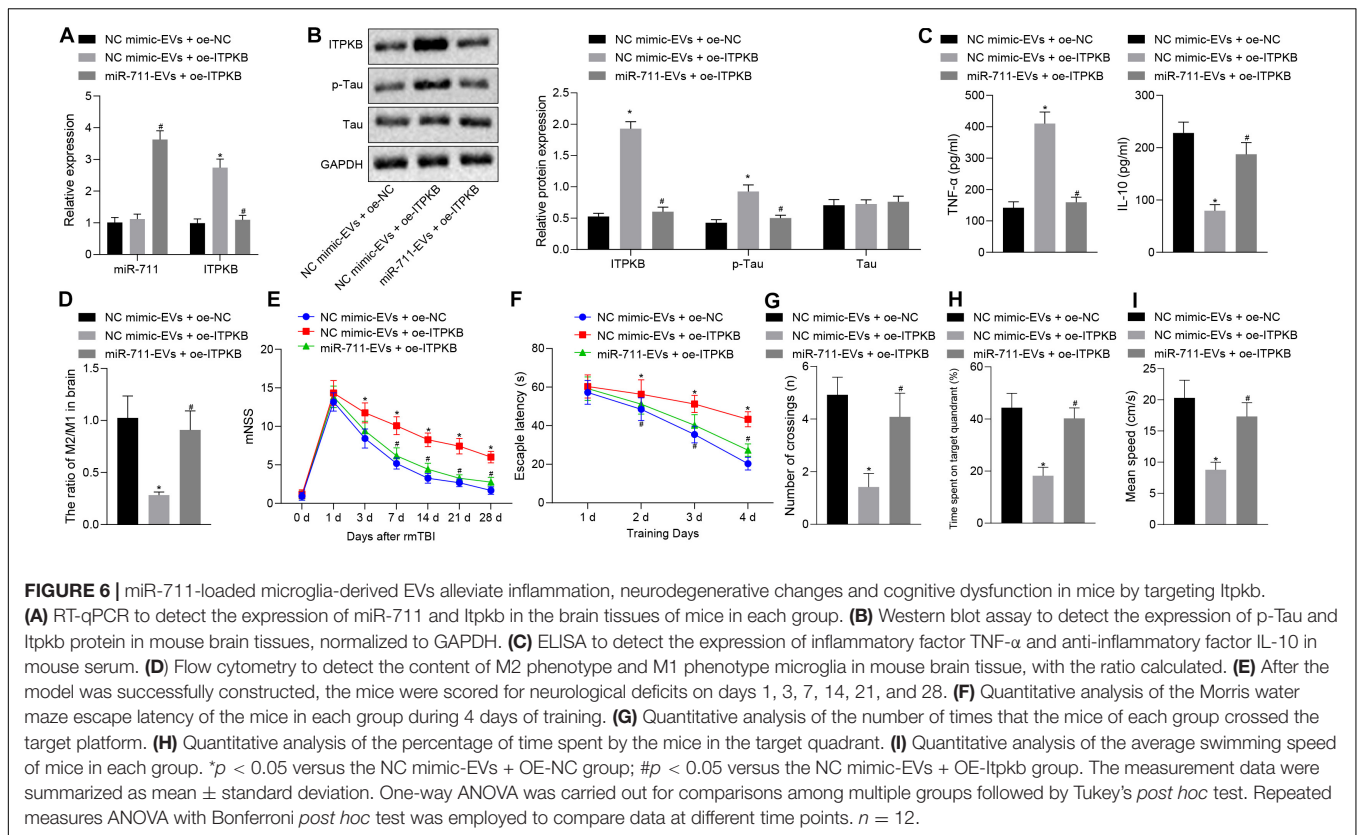 A
NC mimic-EVs + oe-NC
NC mimic-EVs + oe-ITPKB
miR-711-EVs + oe-ITPKB
Relative expression
5
4
3
2
1
0
#
*
#
miR-711
ITPKB
B
ITPKB
p-Tau
Tau
GAPDH
NC mimic-EVs + oe-NC
NC mimic-EVs + oe-ITPKB
miR-711-EVs + oe-ITPKB
NC mimic-EVs + oe-NC
NC mimic-EVs + oe-ITPKB
miR-711-EVs + oe-ITPKB
Relative protein expression
2.5
2.0
1.5
1.0
0.5
0.0
*
#
*
#
ITPKB
p-Tau
Tau
C
NC mimic-EVs + oe-NC
NC mimic-EVs + oe-ITPKB
miR-711-EVs + oe-ITPKB
TNF-α (pg/ml)
500
400
300
200
100
0
*
#
NC mimic-EVs + oe-NC
NC mimic-EVs + oe-ITPKB
miR-711-EVs + oe-ITPKB
IL-10 (pg/ml)
300
200
100
0
*
#
D
NC mimic-EVs + oe-NC
NC mimic-EVs + oe-ITPKB
miR-711-EVs + oe-ITPKB
The ratio of M2/M1 in brain
1.5
1.0
0.5
0.0
*
#
E
NC mimic-EVs + oe-NC
NC mimic-EVs + oe-ITPKB
miR-711-EVs + oe-ITPKB
mNSS
20
15
10
5
0
* * * * *
# # # #
0 d 1 d 3 d 7 d 14 d 21 d 28 d
Days after rmTBI
F
NC mimic-EVs + oe-NC
NC mimic-EVs + oe-ITPKB
miR-711-EVs + oe-ITPKB
Escaple latency (s)
80
60
40
20
0
* * *
# # #
1 d 2 d 3 d 4 d
Training Days
G
NC mimic-EVs + oe-NC
NC mimic-EVs + oe-ITPKB
miR-711-EVs + oe-ITPKB
Number of crossings (n)
6
4
2
0
*
#
H
NC mimic-EVs + oe-NC
NC mimic-EVs + oe-ITPKB
miR-711-EVs + oe-ITPKB
Time spent on target quandrant (%)
60
40
20
0
*
#
I
NC mimic-EVs + oe-NC
NC mimic-EVs + oe-ITPKB
miR-711-EVs + oe-ITPKB
Mean speed (cm/s)
25
20
15
10
5
0
*
#
FIGURE 6 | miR-711-loaded microglia-derived EVs alleviate inflammation, neurodegenerative changes and cognitive dysfunction in mice by targeting Itpkb.
(A) RT-qPCR to detect the expression of miR-711 and Itpkb in the brain tissues of mice in each group. (B) Western blot assay to detect the expression of p-Tau and
Itpkb protein in mouse brain tissues, normalized to GAPDH. (C) ELISA to detect the expression of inflammatory factor TNF-α and anti-inflammatory factor IL-10 in
mouse serum. (D) Flow cytometry to detect the content of M2 phenotype and M1 phenotype microglia in mouse brain tissue, with the ratio calculated. (E) After the
model was successfully constructed, the mice were scored for neurological deficits on days 1, 3, 7, 14, 21, and 28. (F) Quantitative analysis of the Morris water
maze escape latency of the mice in each group during 4 days of training. (G) Quantitative analysis of the number of times that the mice of each group crossed the
target platform. (H) Quantitative analysis of the percentage of time spent by the mice in the target quadrant. (I) Quantitative analysis of the average swimming speed
of mice in each group. *p < 0.05 versus the NC mimic-EVs + OE-NC group; #p < 0.05 versus the NC mimic-EVs + OE-Itpkb group. The measurement data were
summarized as mean ± standard deviation. One-way ANOVA was carried out for comparisons among multiple groups followed by Tukey's post hoc test. Repeated
measures ANOVA with Bonferroni post hoc test was employed to compare data at different time points. n = 12.